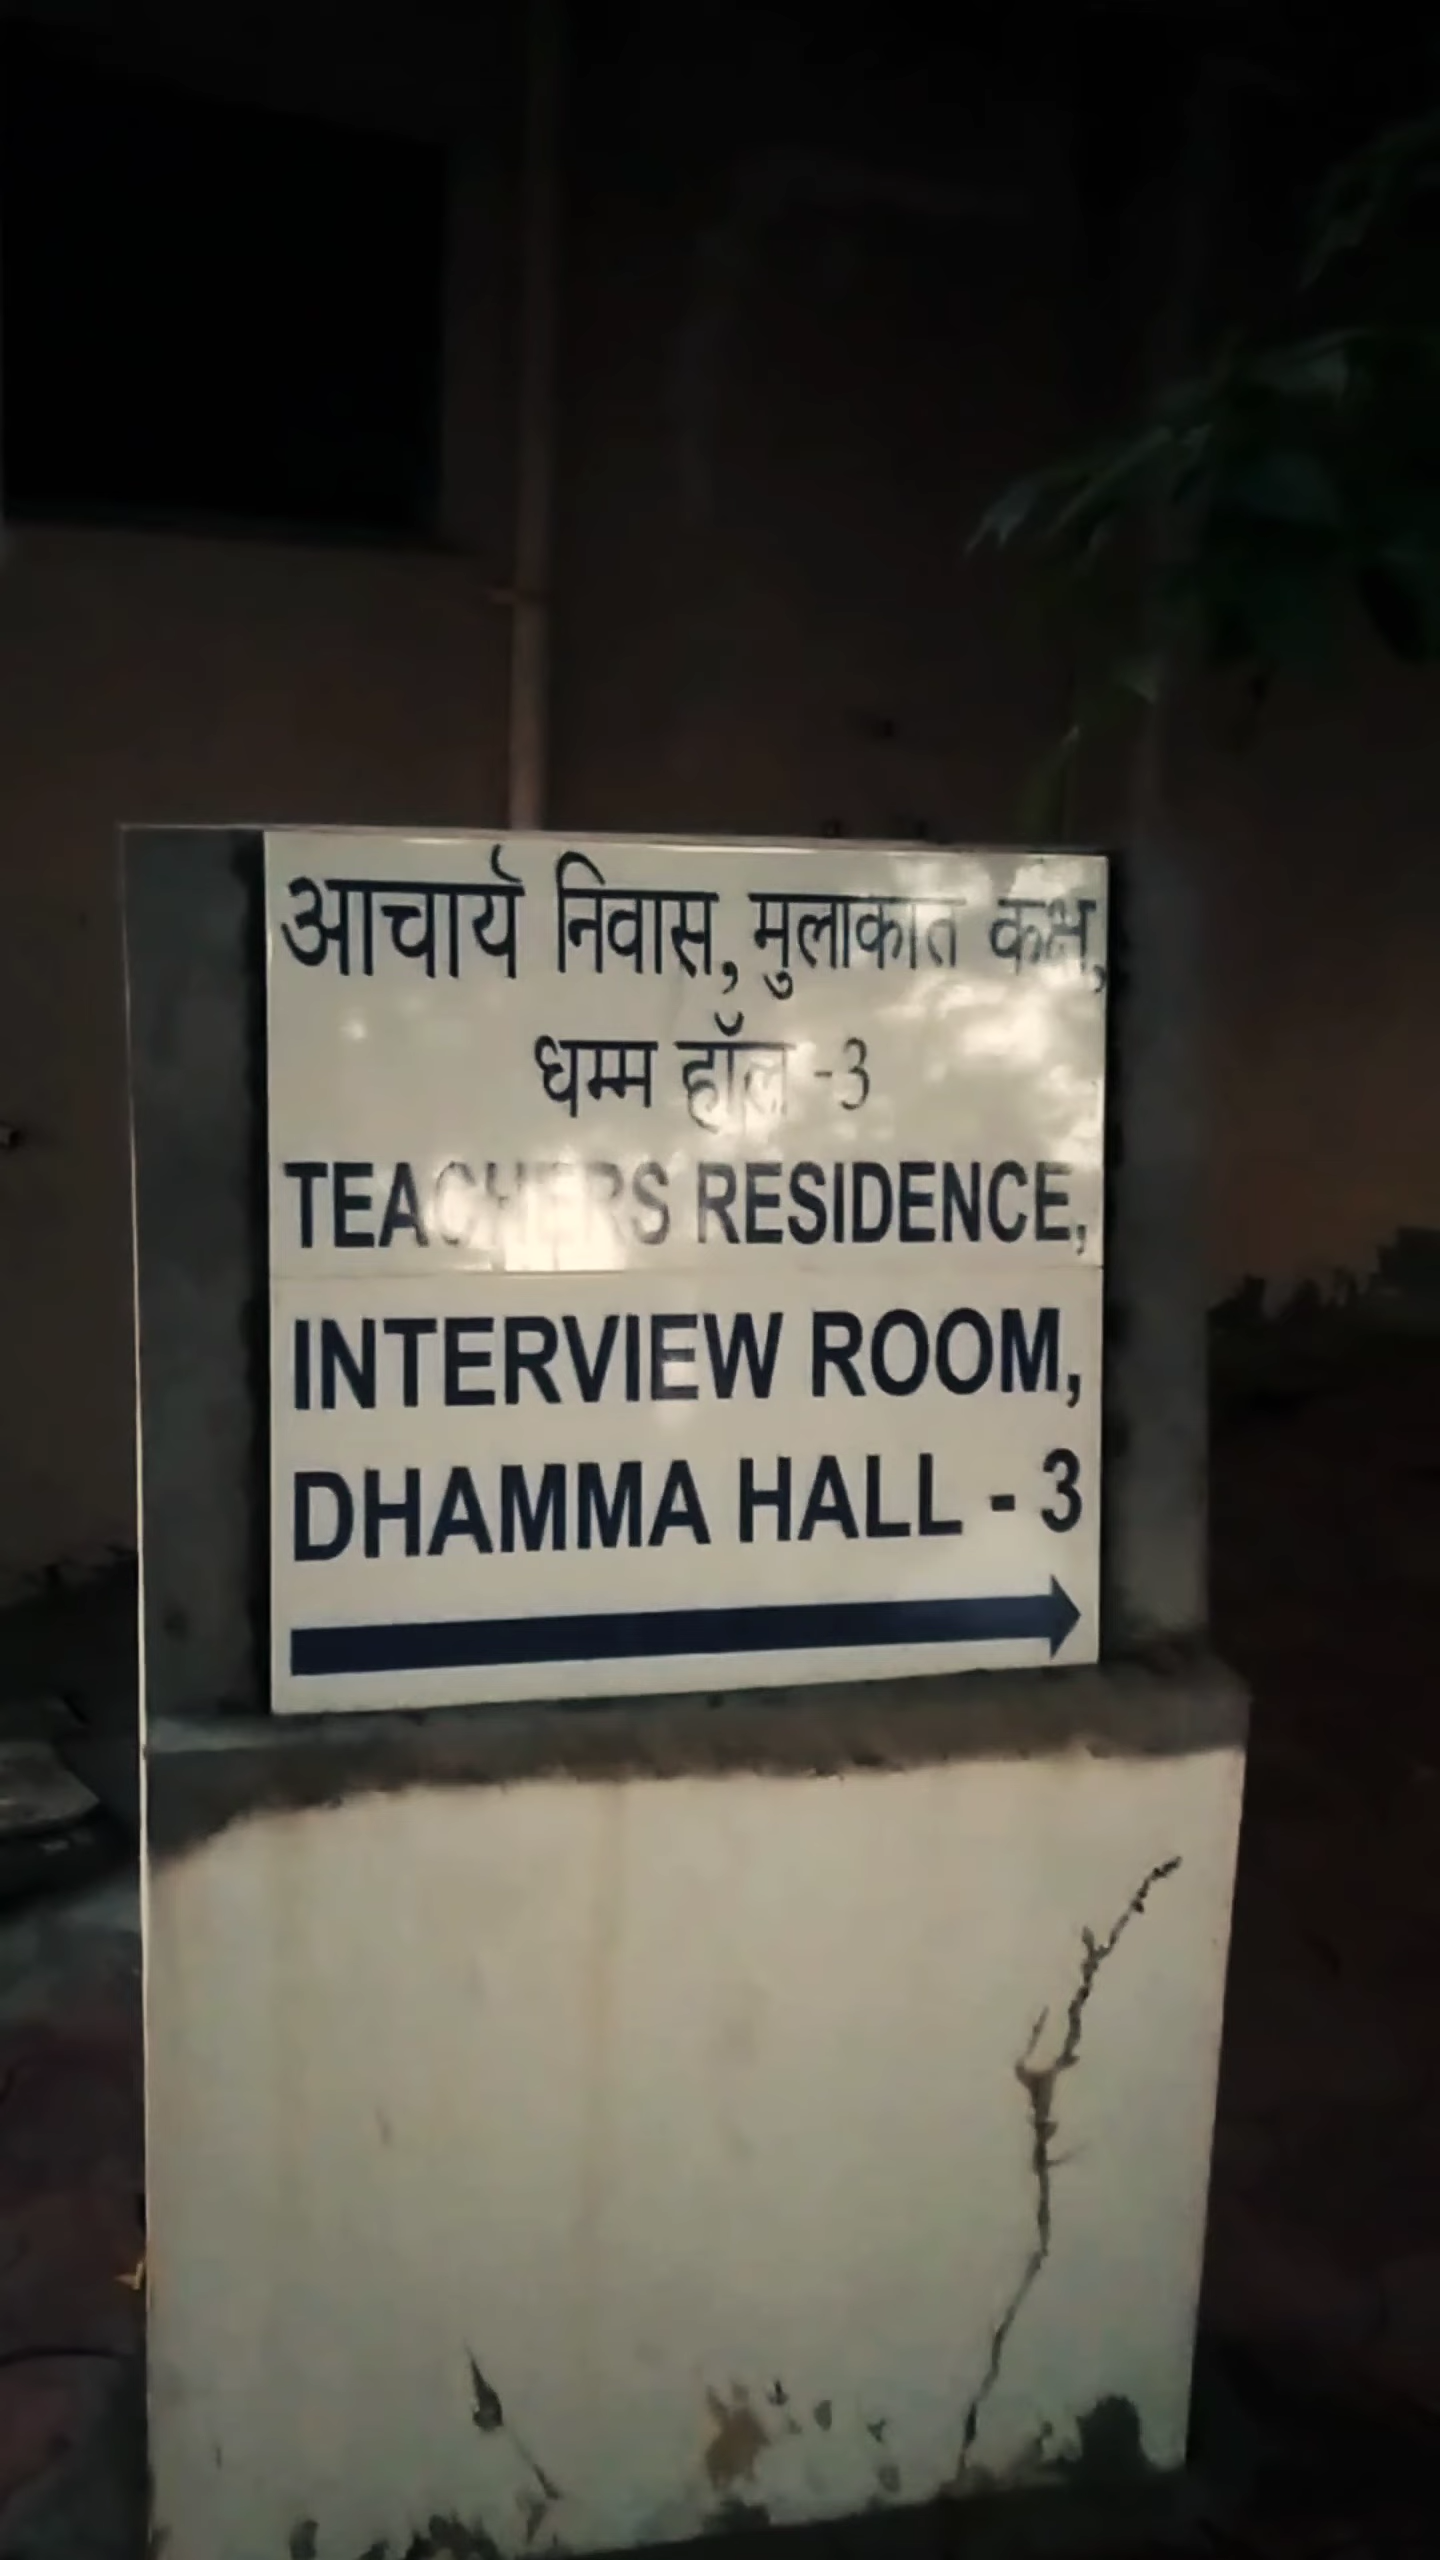 आचार्य निवास, मुलाकात कक्ष,
धम्म हॉल -3
TEACHERS RESIDENCE,
INTERVIEW ROOM,
DHAMMA HALL - 3